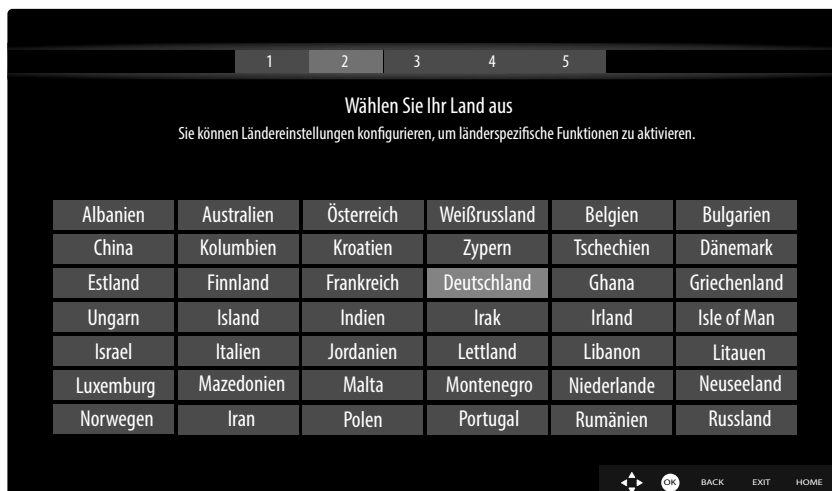 1 2 3 4 5
Wählen Sie Ihr Land aus
Sie können Ländereinstellungen konfigurieren, um länderspezifische Funktionen zu aktivieren.
Albanien Australien Österreich Weißrussland Belgien Bulgarien
China Kolumbien Kroatien Zypern Tschechien Dänemark
Estland Finnland Frankreich Deutschland Ghana Griechenland
Ungarn Island Indien Irak Irland Isle of Man
Israel Italien Jordanien Lettland Libanon Litauen
Luxemburg Mazedonien Malta Montenegro Niederlande Neuseeland
Norwegen Iran Polen Portugal Rumänien Russland
OK BACK EXIT HOME